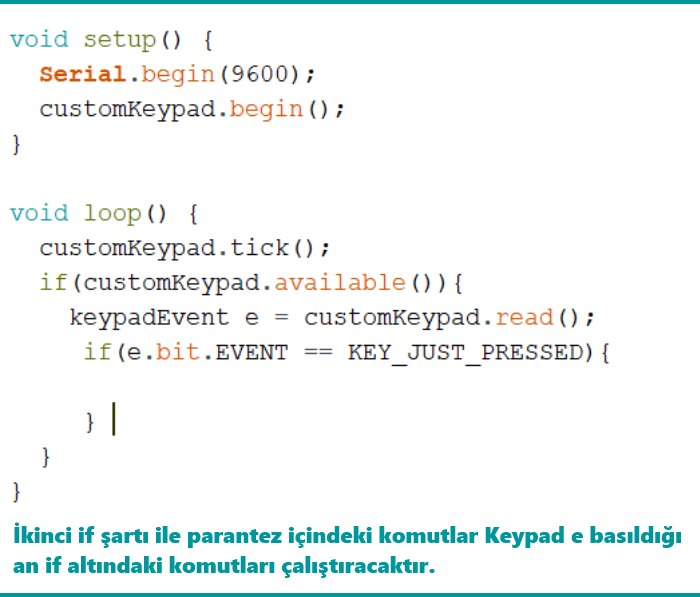 void setup() {
  Serial.begin(9600);
  customKeypad.begin();
}

void loop() {
  customKeypad.tick();
  if(customKeypad.available()){
    keypadEvent e = customKeypad.read();
     if(e.bit.EVENT == KEY_JUST_PRESSED){

     }
  }
}
İkinci if şartı ile parantez içindeki komutlar Keypad e basıldığı
an if altındaki komutları çalıştıracaktır.